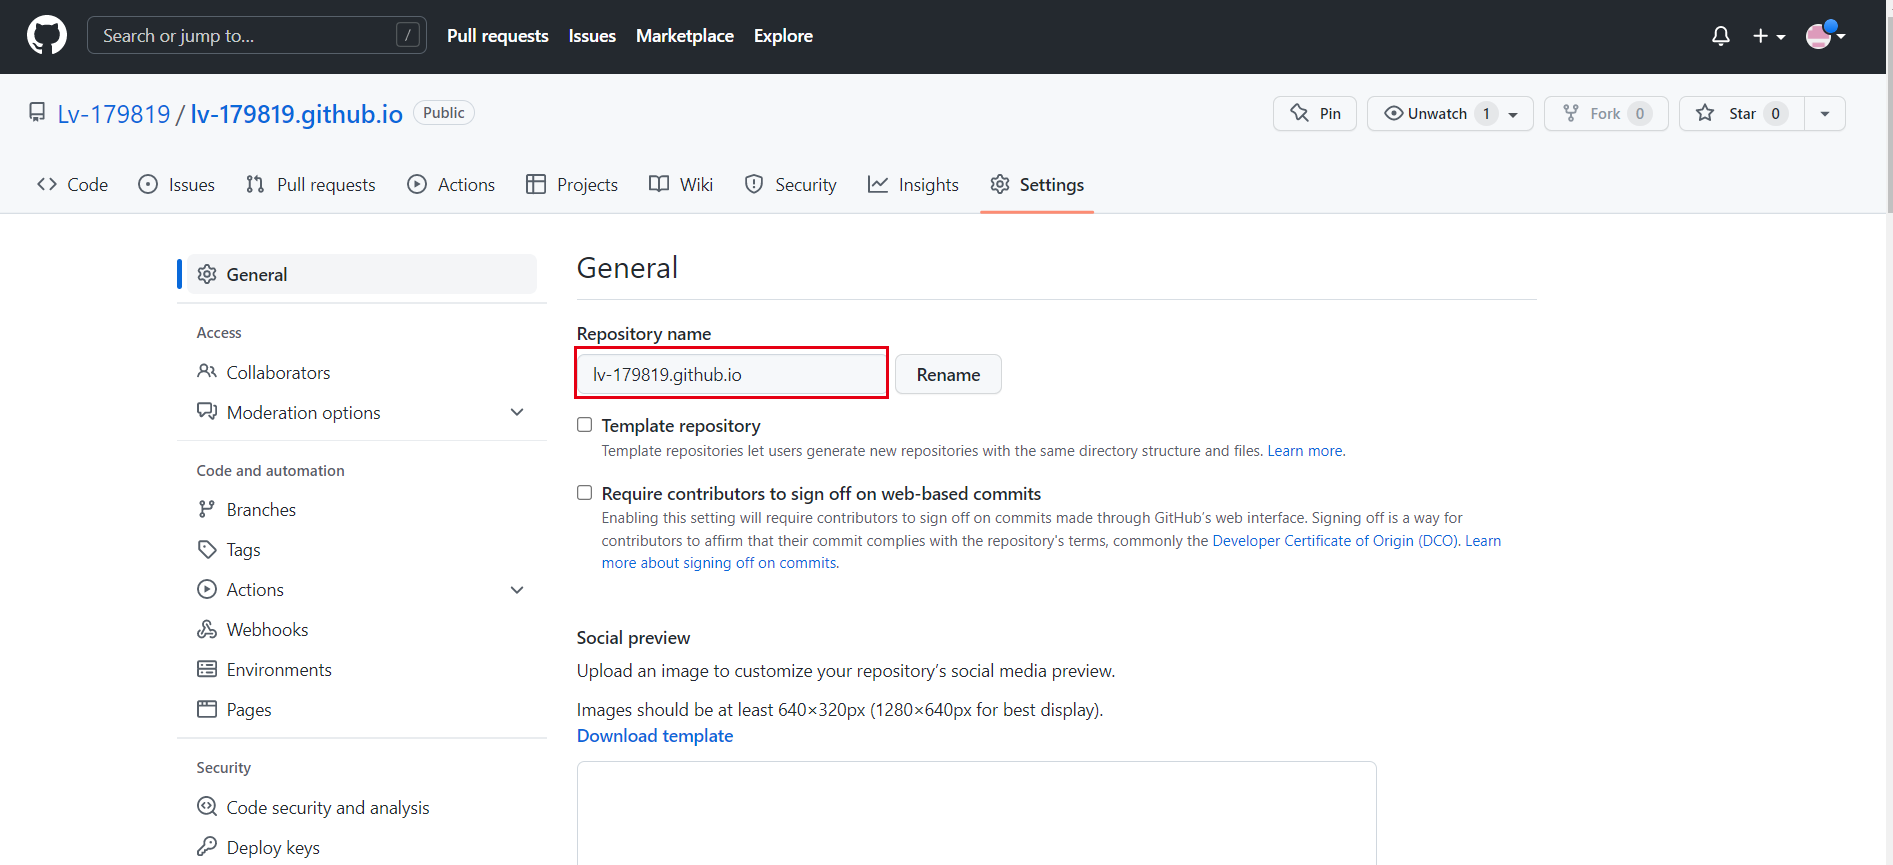 Search or jump to... /
Pull requests Issues Marketplace Explore
Lv-179819 / lv-179819.github.io Public
Pin Unwatch 1 Fork 0 Star 0
Code Issues Pull requests Actions Projects Wiki Security Insights Settings
General
Access
Collaborators
Moderation options
Code and automation
Branches
Tags
Actions
Webhooks
Environments
Pages
Security
Code security and analysis
Deploy keys
General
Repository name
lv-179819.github.io Rename
Template repository
Template repositories let users generate new repositories with the same directory structure and files. Learn more.
Require contributors to sign off on web-based commits
Enabling this setting will require contributors to sign off on commits made through GitHub's web interface. Signing off is a way for
contributors to affirm that their commit complies with the repository's terms, commonly the Developer Certificate of Origin (DCO). Learn
more about signing off on commits.
Social preview
Upload an image to customize your repository's social media preview.
Images should be at least 640×320px (1280×640px for best display).
Download template